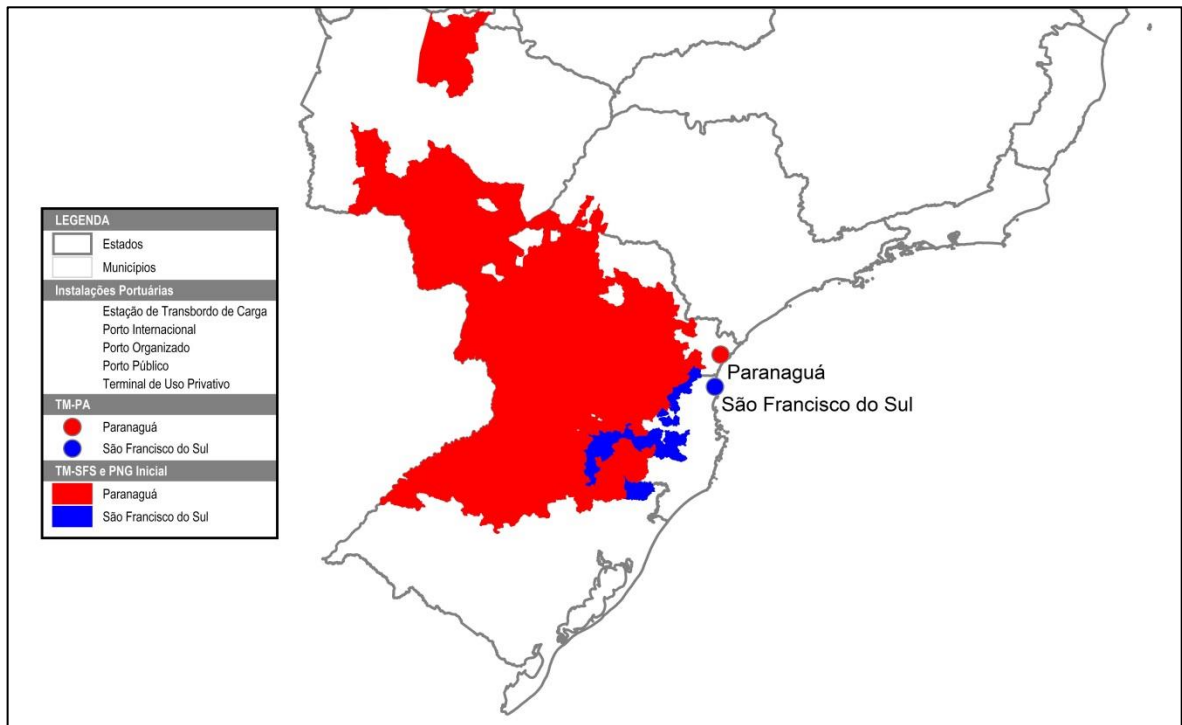 LEGENDA
Estados
Municípios
Instalações Portuárias
Estação de Transbordo de Carga
Porto Internacional
Porto Organizado
Porto Público
Terminal de Uso Privativo
TM-PA
Paranaguá
São Francisco do Sul
TM-SFS e PNG Inicial
Paranaguá
São Francisco do Sul
Paranaguá
São Francisco do Sul